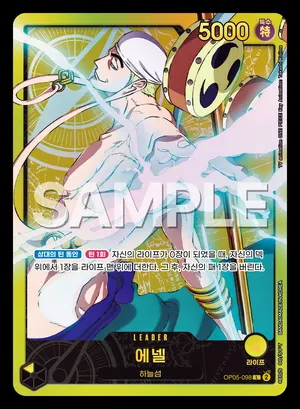 5000
특수
特
SAMPLE
상대의 턴 동안 턴 1회 자신의 라이프가 0장이 되었을 때, 자신의 덱
위에서 1장을 라이프 맨 위에 더한다. 그 후, 자신의 패 1장을 버린다.
LEADER
에넬
하늘섬
라이프
OP05-098 L
2